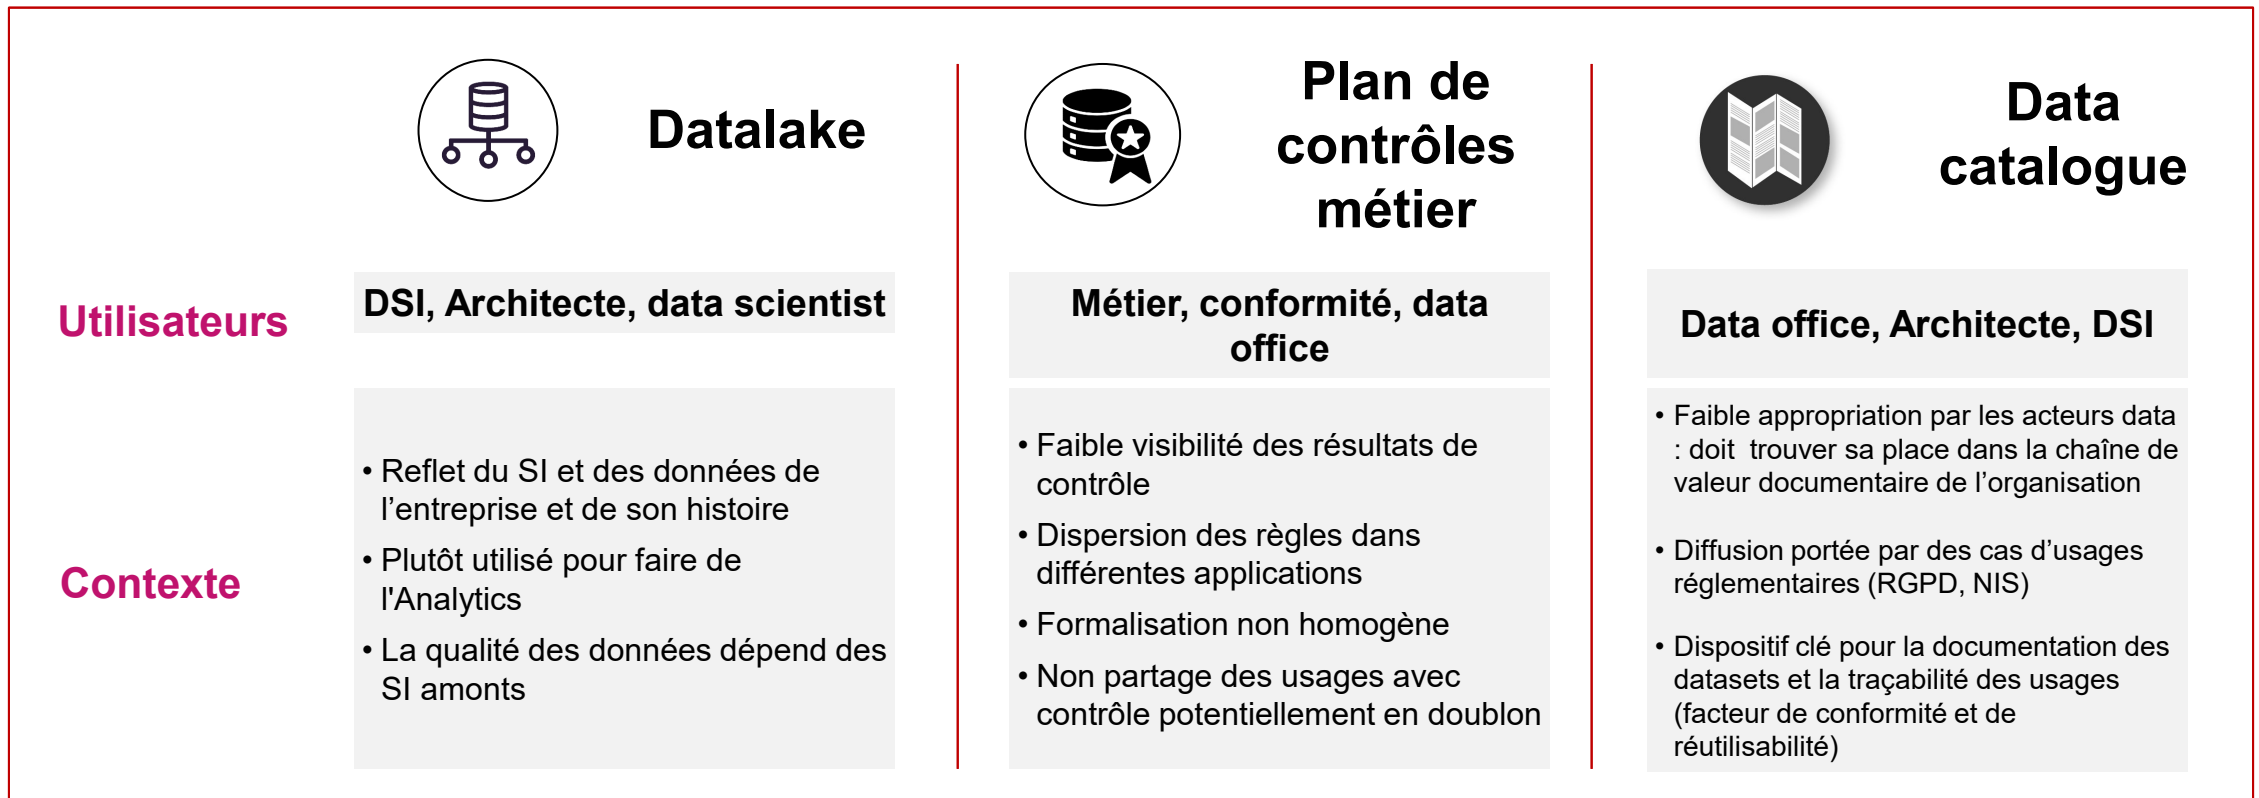 Datalake
Plan de
contrôles
métier
Data
catalogue
Utilisateurs
DSI, Architecte, data scientist
Métier, conformité, data
office
Data office, Architecte, DSI
Contexte
• Reflet du SI et des données de
l’entreprise et de son histoire
• Plutôt utilisé pour faire de
l'Analytics
• La qualité des données dépend des
SI amonts
• Faible visibilité des résultats de
contrôle
• Dispersion des règles dans
différentes applications
• Formalisation non homogène
• Non partage des usages avec
contrôle potentiellement en doublon
• Faible appropriation par les acteurs data
: doit  trouver sa place dans la chaîne de
valeur documentaire de l’organisation
• Diffusion portée par des cas d’usages
réglementaires (RGPD, NIS)
• Dispositif clé pour la documentation des
datasets et la traçabilité des usages
(facteur de conformité et de
réutilisabilité)